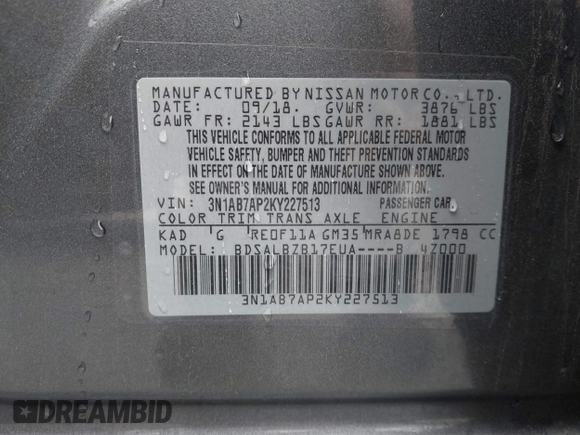 MANUFACTURED BY NISSAN MOTOR CO., LTD.
DATE: 09/18. GVWR: 3876 LBS
GAWR FR: 2143 LBS GAWR RR: 1881 LBS
THIS VEHICLE CONFORMS TO ALL APPLICABLE FEDERAL MOTOR
VEHICLE SAFETY, BUMPER AND THEFT PREVENTION STANDARDS
IN EFFECT ON THE DATE OF MANUFACTURE SHOWN ABOVE.
SEE OWNER'S MANUAL FOR ADDITIONAL INFORMATION.
VIN: 3N1AB7AP2KY227513 PASSENGER CAR.
COLOR TRIM TRANS AXLE ENGINE
KAD G RE0F11A GM35 MRA8DE 1798 CC
MODEL: BDSALBZB17EUA----B 4Z000
3N1AB7AP2KY227513
DREAMBID